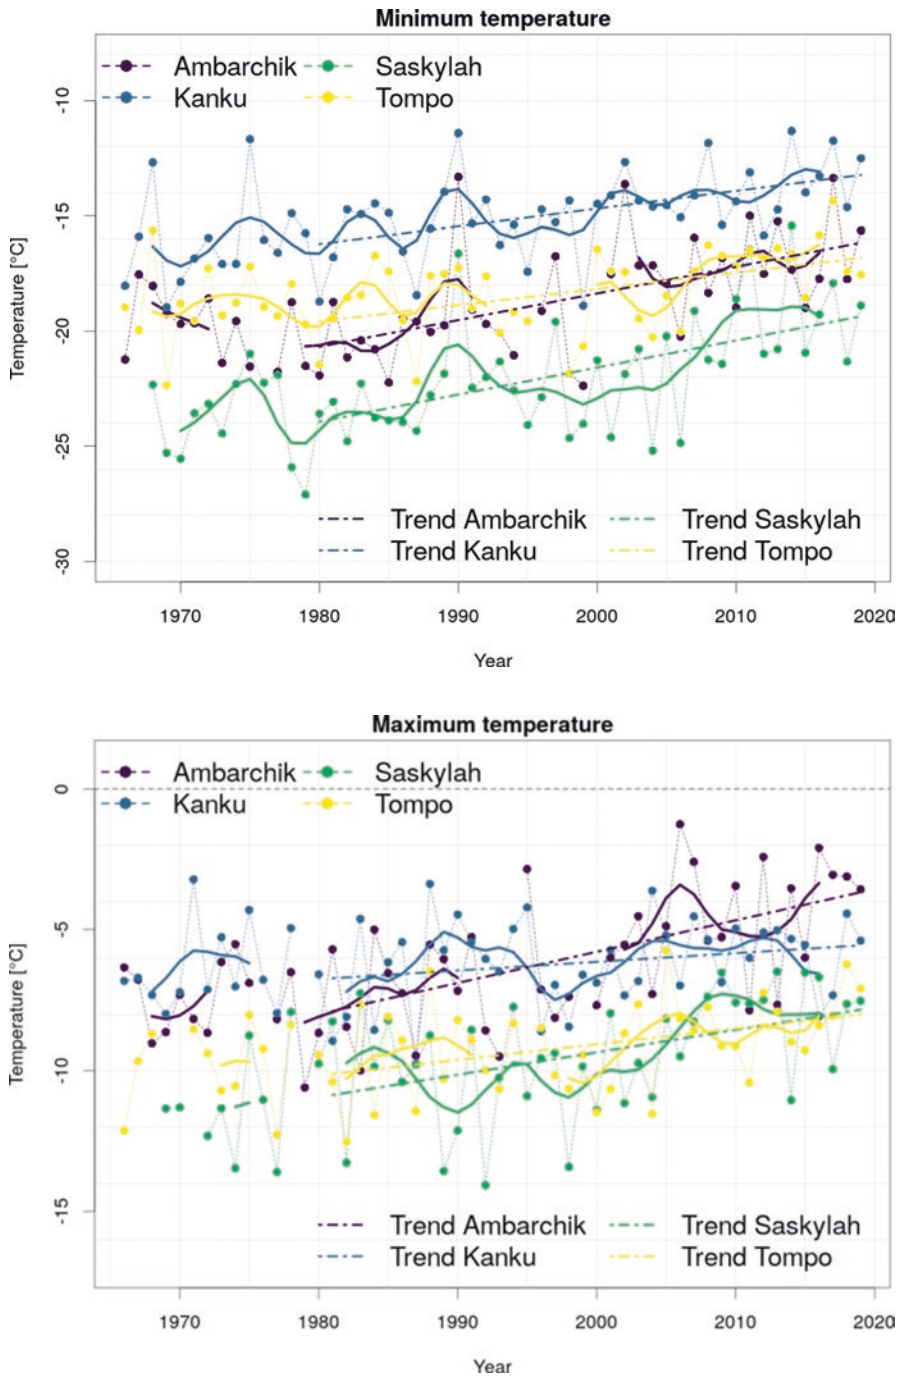 Minimum temperature
Ambarchik Saskylah
Kanku Tompo
Temperature [°C]
-10
-15
-20
-25
-30
Trend Ambarchik Trend Saskylah
Trend Kanku Trend Tompo
1970 1980 1990 2000 2010 2020
Year
Maximum temperature
Ambarchik Saskylah
Kanku Tompo
Temperature [°C]
0
-5
-10
-15
Trend Ambarchik Trend Saskylah
Trend Kanku Trend Tompo
1970 1980 1990 2000 2010 2020
Year